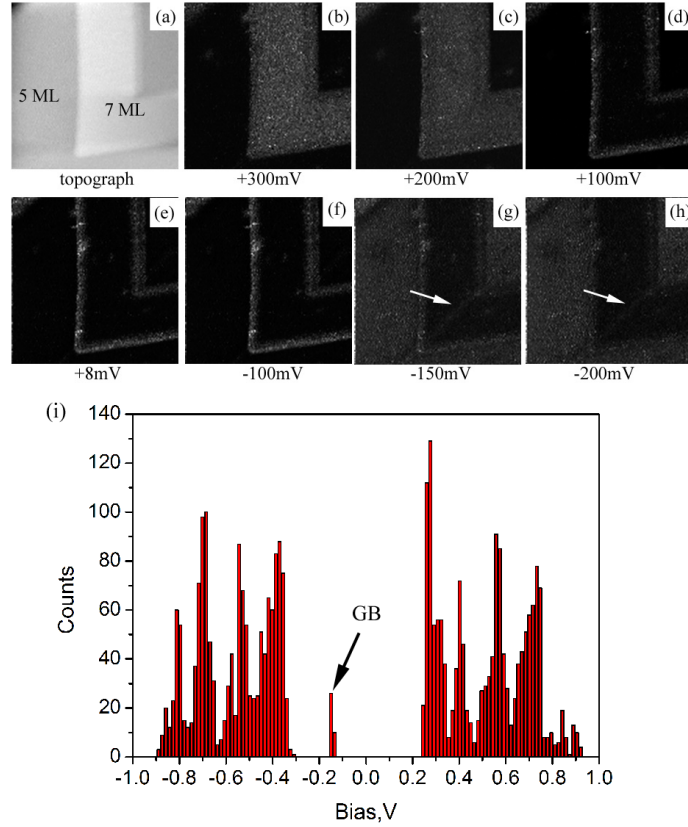 (a)
(b)
(c)
(d)
5 ML
7 ML
topograph
+300mV
+200mV
+100mV
(e)
(f)
(g)
(h)
+8mV
-100mV
-150mV
-200mV
(i)
140
120
100
80
60
40
20
0
Counts
GB
-1.0 -0.8 -0.6 -0.4 -0.2 0.0 0.2 0.4 0.6 0.8 1.0
Bias,V